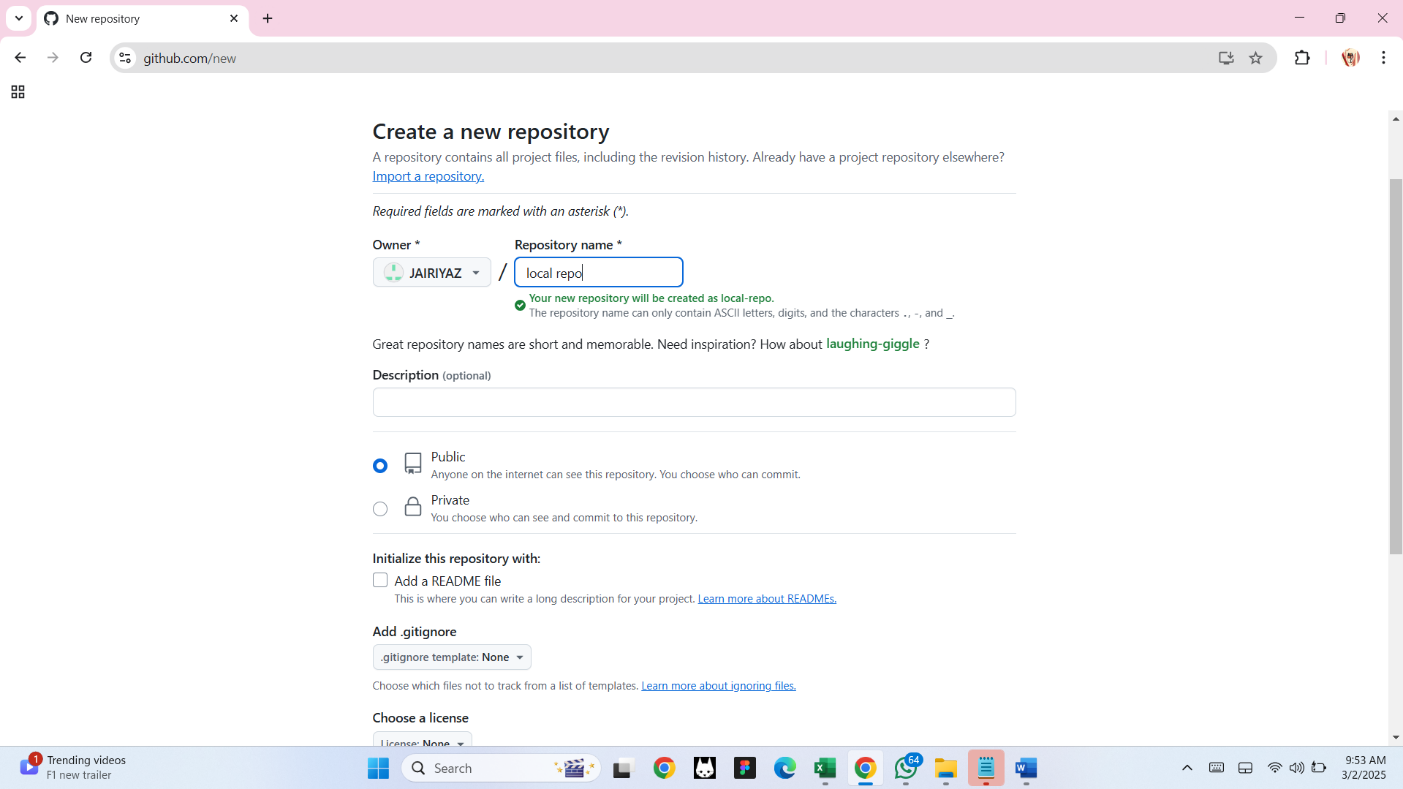 New repository
github.com/new
Create a new repository
A repository contains all project files, including the revision history. Already have a project repository elsewhere?
Import a repository.
Required fields are marked with an asterisk (*).
Owner *
Repository name *
JAIRIYAZ
/
local repo
Your new repository will be created as local-repo.
The repository name can only contain ASCII letters, digits, and the characters ., -, and _.
Great repository names are short and memorable. Need inspiration? How about laughing-giggle ?
Description (optional)
Public
Anyone on the internet can see this repository. You choose who can commit.
Private
You choose who can see and commit to this repository.
Initialize this repository with:
Add a README file
This is where you can write a long description for your project. Learn more about READMEs.
Add .gitignore
.gitignore template: None
Choose which files not to track from a list of templates. Learn more about ignoring files.
Choose a license
License: None
1
Trending videos
F1 new trailer
Search
64
9:53 AM
3/2/2025